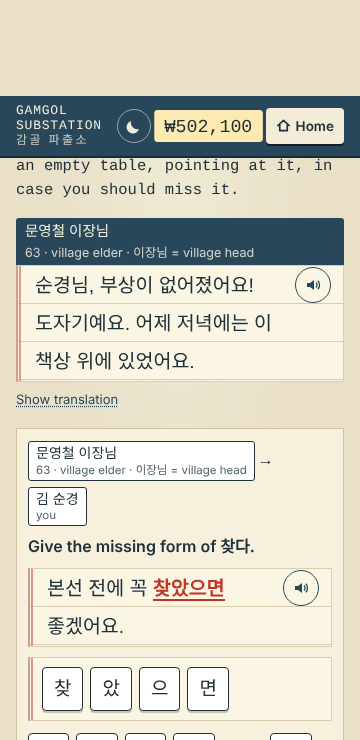 GAMGOL
SUBSTATION
감골 파출소
₩502,100
Home
an empty table, pointing at it, in
case you should miss it.
문영철 이장님
63 · village elder · 이장님 = village head
순경님, 부상이 없어졌어요!
도자기예요. 어제 저녁에는 이
책상 위에 있었어요.
Show translation
문영철 이장님
63 · village elder · 이장님 = village head
→
김 순경
you
Give the missing form of 찾다.
본선 전에 꼭 찾았으면
좋겠어요.
찾 았 으 면